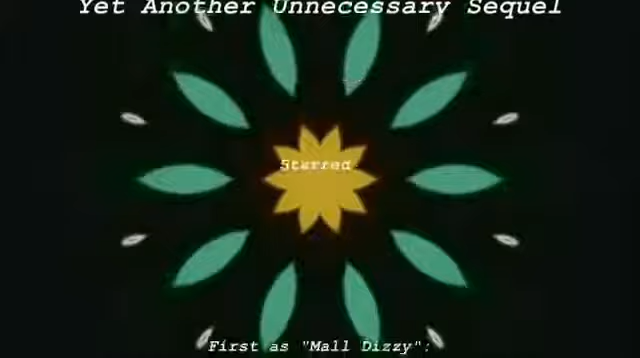 Yet Another Unnecessary Sequel
Starred
First as "Mall Dizzy":